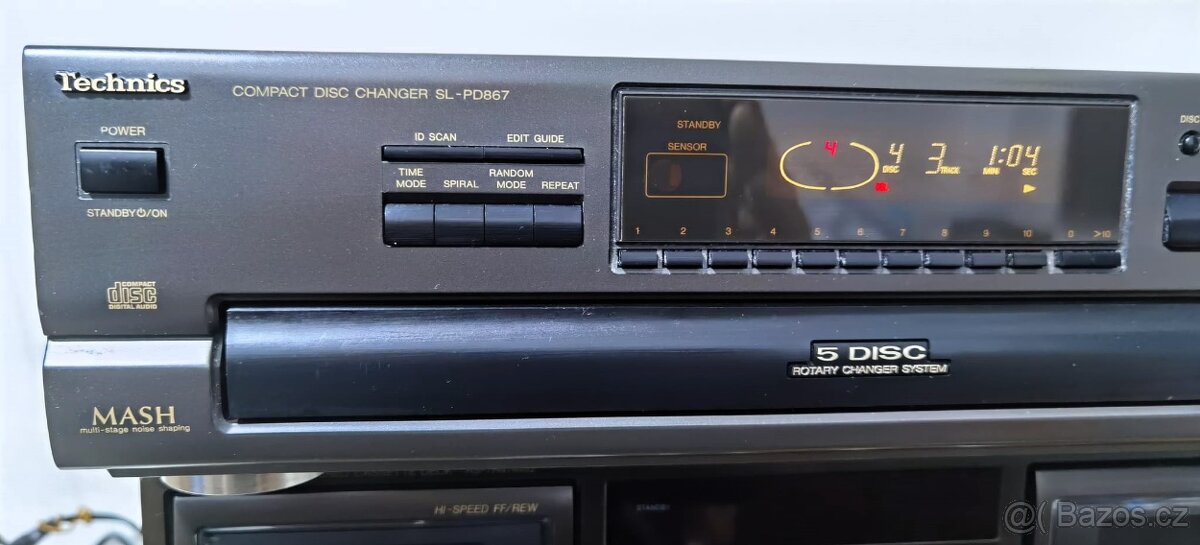 Technics
COMPACT DISC CHANGER SL-PD867
POWER
STANDBY⏻/ON
ID SCAN
EDIT GUIDE
TIME MODE
SPIRAL
RANDOM MODE
REPEAT
STANDBY
SENSOR
4
4 DISC
3 TRACK
1:04
MIN SEC
1 2 3 4 5 6 7 8 9 10 0 >10
DISC
COMPACT
disc
DIGITAL AUDIO
5 DISC
ROTARY CHANGER SYSTEM
MASH
multi-stage noise shaping
HI-SPEED FF/REW
STANDBY
@Bazos.cz